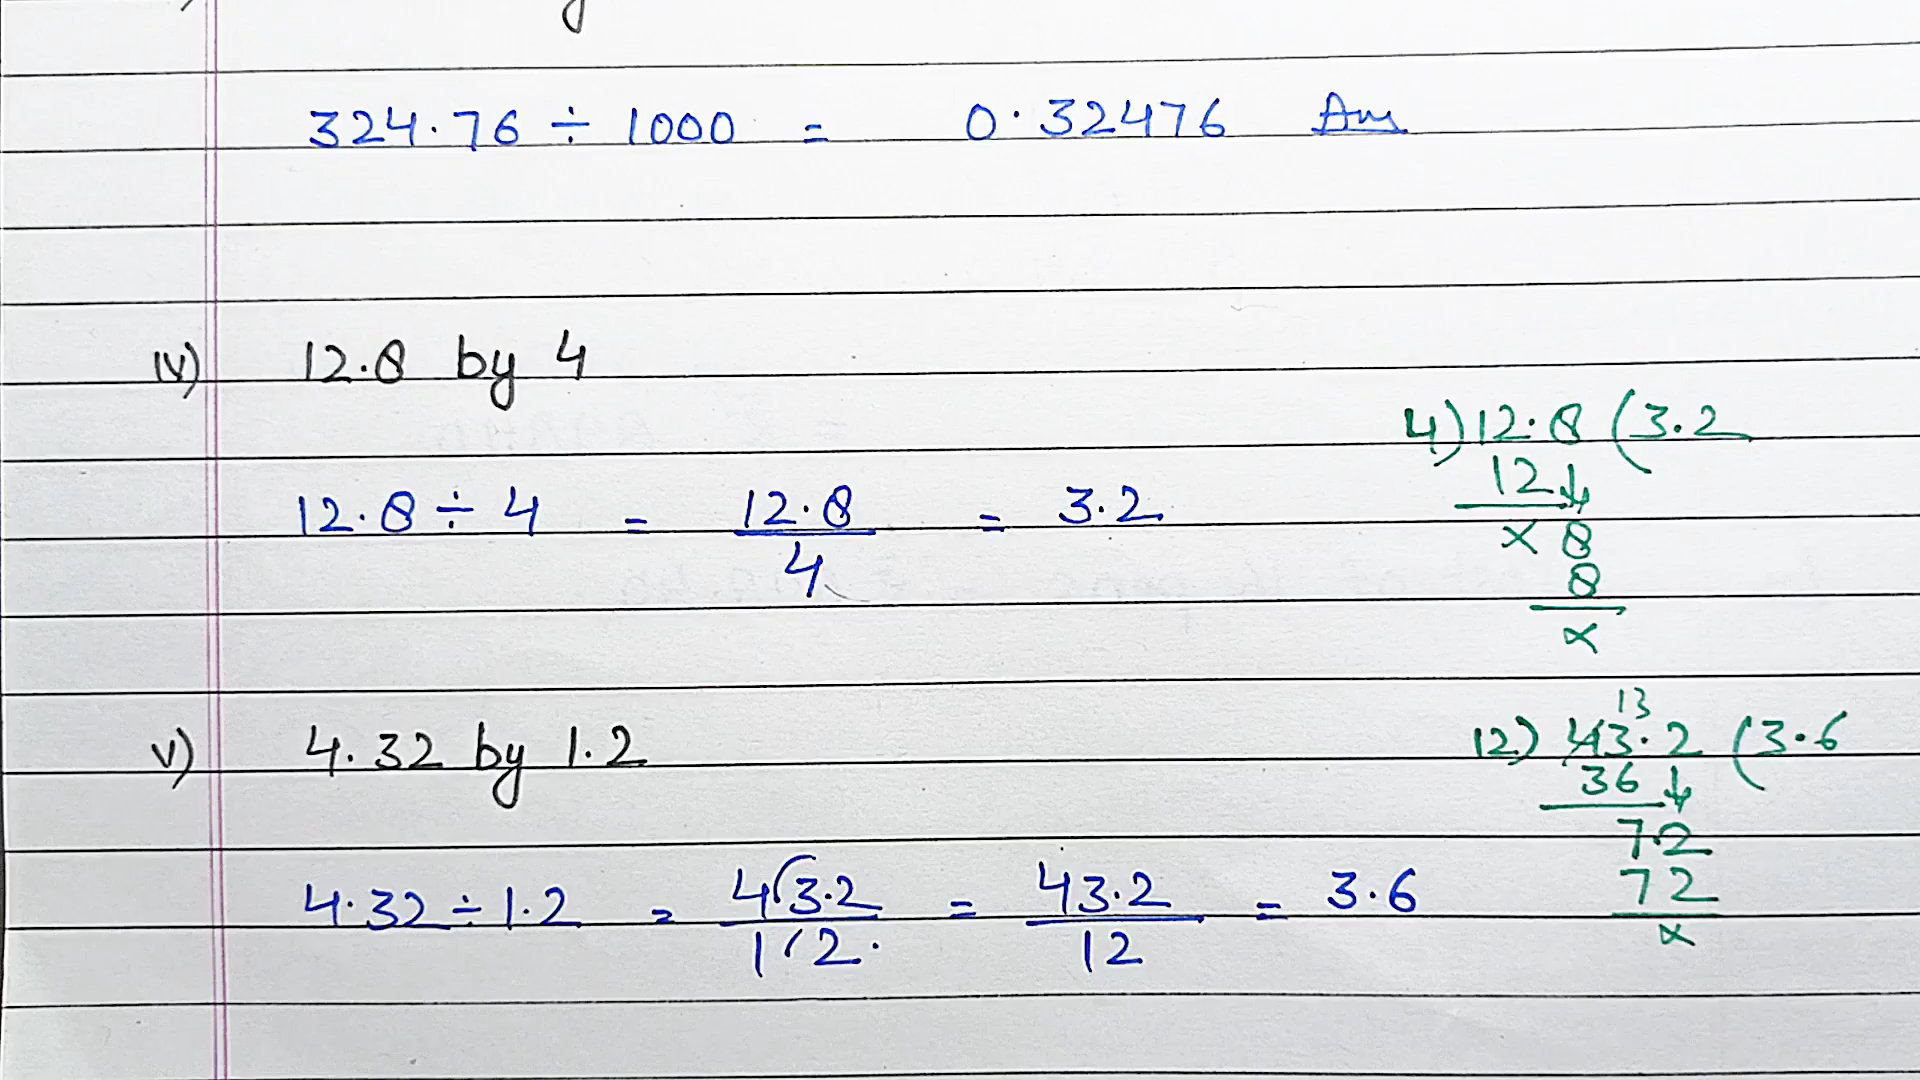 324.76 ÷ 1000 = 0.32476 Ans
iv) 12.8 by 4
12.8 ÷ 4 = 12.8/4 = 3.2
4) 12.8 (3.2
12↓
x 8
8
x
v) 4.32 by 1.2
4.32 ÷ 1.2 = 43.2/12. = 43.2/12 = 3.6
13
12) 43.2 (3.6
36↓
72
72
x